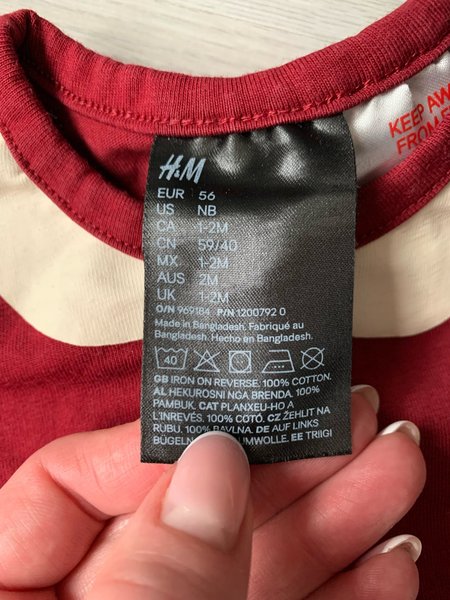 H&M
EUR 56
US NB
CA 1-2M
CN 59/40
MX 1-2M
AUS 2M
UK 1-2M
O/N 969184 P/N 1200792 0
Made in Bangladesh. Fabriqué au
Bangladesh. Hecho en Bangladesh.
40
GB IRON ON REVERSE. 100% COTTON.
AL HEKUROSNI NGA BRENDA. 100%
PAMBUK. CAT PLANXEU-HO A
L'INREVÉS. 100% COTÓ. CZ ŽEHLIT NA
RUBU. 100% BAVLNA. DE AUF LINKS
BÜGELN UMWOLLE. EE TRIIGI
KEEP AW
FROM